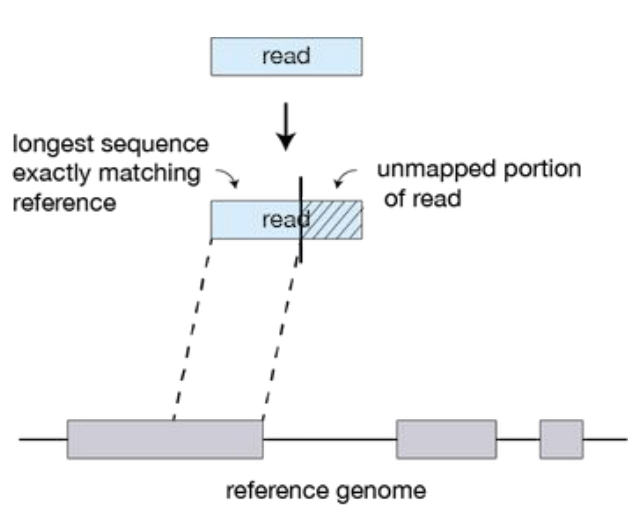 read
longest sequence
exactly matching
reference
unmapped portion
of read
read
reference genome